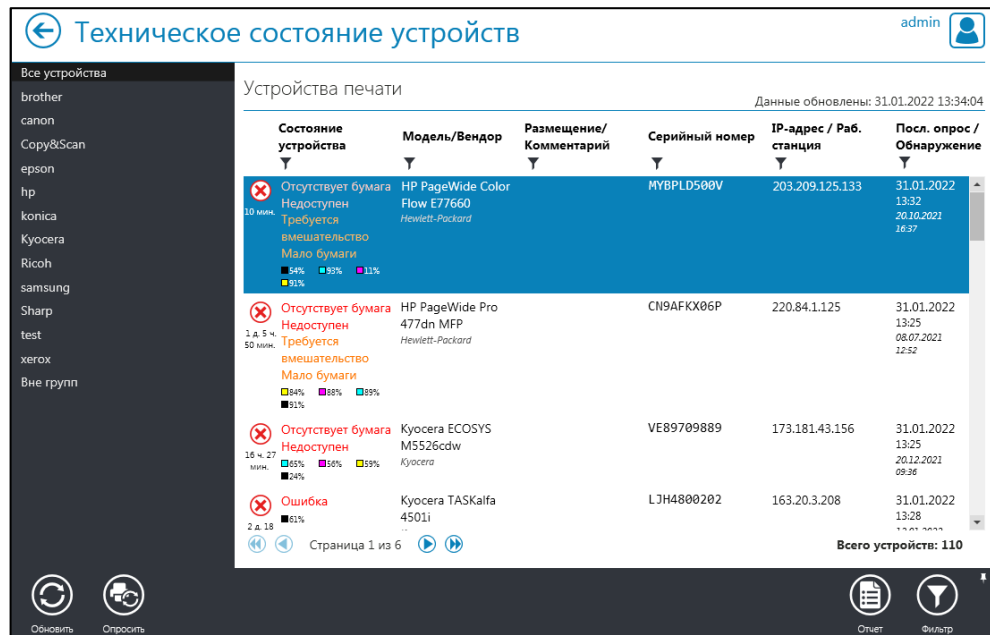 Техническое состояние устройств
admin
Все устройства
brother
canon
Copy&Scan
epson
hp
konica
Kyocera
Ricoh
samsung
Sharp
test
xerox
Вне групп
Устройства печати
Данные обновлены: 31.01.2022 13:34:04
Состояние устройства
Модель/Вендор
Размещение/ Комментарий
Серийный номер
IP-адрес / Раб. станция
Посл. опрос / Обнаружение
10 мин.
Отсутствует бумага
Недоступен
Требуется
вмешательство
Мало бумаги
54% 93% 11%
91%
HP PageWide Color
Flow E77660
Hewlett-Packard
MYBPLD500V
203.209.125.133
31.01.2022
13:32
20.10.2021
16:37
1 д. 5 ч.
50 мин.
Отсутствует бумага
Недоступен
Требуется
вмешательство
Мало бумаги
84% 88% 89%
91%
HP PageWide Pro
477dn MFP
Hewlett-Packard
CN9AFKX06P
220.84.1.125
31.01.2022
13:25
08.07.2021
12:52
16 ч. 27
мин.
Отсутствует бумага
Недоступен
65% 56% 59%
24%
Kyocera ECOSYS
M5526cdw
Kyocera
VE89709889
173.181.43.156
31.01.2022
13:25
20.12.2021
09:36
2 д. 18
Ошибка
61%
Kyocera TASKalfa
4501i
LJH4800202
163.20.3.208
31.01.2022
13:28
Страница 1 из 6
Всего устройств: 110
Обновить
Опросить
Отчет
Фильтр